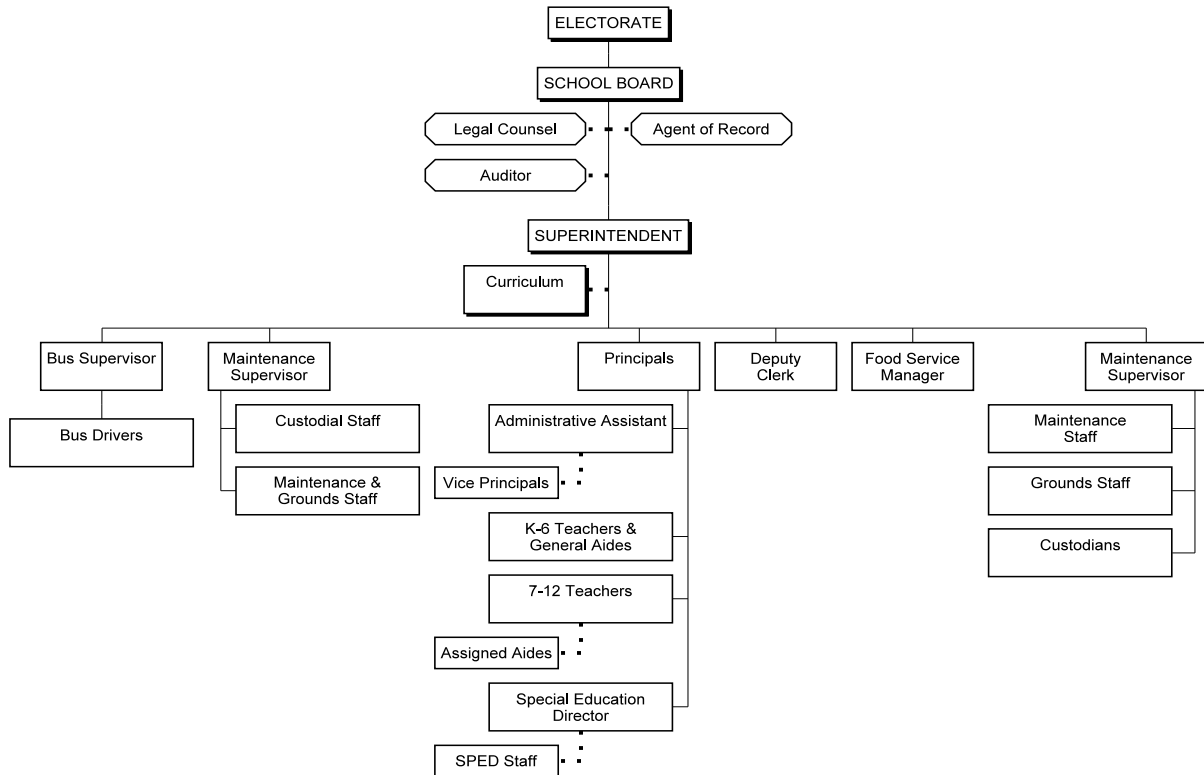 ELECTORATE
SCHOOL BOARD
Legal Counsel
Agent of Record
Auditor
SUPERINTENDENT
Curriculum
Bus Supervisor
Maintenance
Supervisor
Principals
Deputy
Clerk
Food Service
Manager
Maintenance
Supervisor
Bus Drivers
Custodial Staff
Maintenance &
Grounds Staff
Administrative Assistant
Vice Principals
K-6 Teachers &
General Aides
7-12 Teachers
Assigned Aides
Special Education
Director
SPED Staff
Maintenance
Staff
Grounds Staff
Custodians